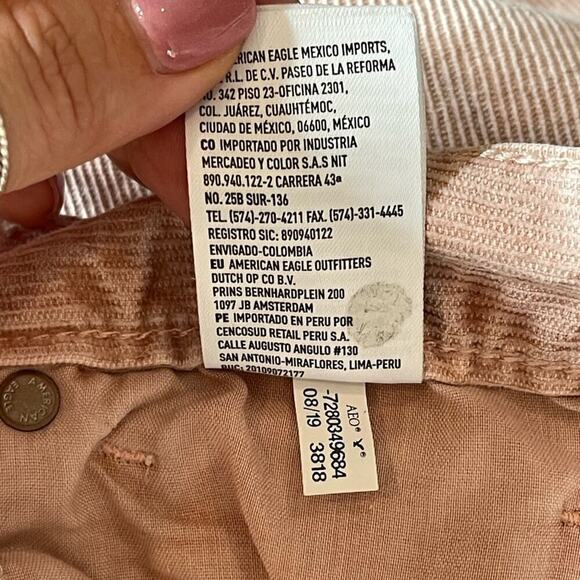 RICAN EAGLE MEXICO IMPORTS,
R.L. DE C.V. PASEO DE LA REFORMA
342 PISO 23-OFICINA 2301,
COL. JUÁREZ, CUAUHTÉMOC,
CIUDAD DE MÉXICO, 06600, MÉXICO
CO IMPORTADO POR INDUSTRIA
MERCADEO Y COLOR S.A.S NIT
890.940.122-2 CARRERA 43ª
NO. 25B SUR-136
TEL. (574)-270-4211 FAX. (574)-331-4445
REGISTRO SIC: 890940122
ENVIGADO-COLOMBIA
EU AMERICAN EAGLE OUTFITTERS
DUTCH OP CO B.V.
PRINS BERNHARDPLEIN 200
1097 JB AMSTERDAM
PE IMPORTADO EN PERU POR
CENCOSUD RETAIL PERU S.A.
CALLE AUGUSTO ANGULO #130
SAN ANTONIO-MIRAFLORES, LIMA-PERU
RUC: 20109072177
AEO® ®
-7280349684
08/19 3818
AMERICAN EAGLE